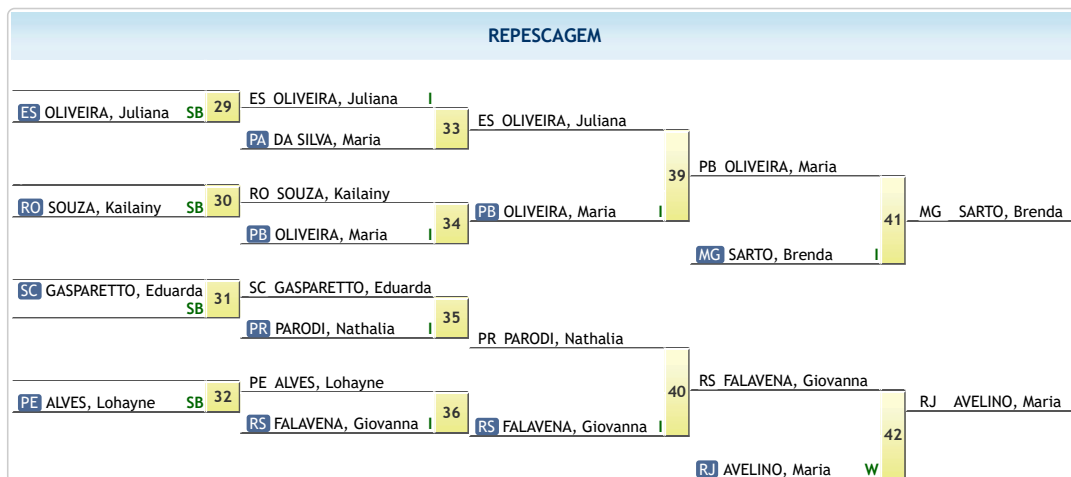 REPESCAGEM
ES OLIVEIRA, Juliana SB
29
ES OLIVEIRA, Juliana I
PA DA SILVA, Maria
33
ES OLIVEIRA, Juliana
RO SOUZA, Kailainy SB
30
RO SOUZA, Kailainy
PB OLIVEIRA, Maria I
34
PB OLIVEIRA, Maria I
39
PB OLIVEIRA, Maria
MG SARTO, Brenda I
41
MG SARTO, Brenda
SC GASPARETTO, Eduarda
SB
31
SC GASPARETTO, Eduarda
PR PARODI, Nathalia I
35
PR PARODI, Nathalia
PE ALVES, Lohayne SB
32
PE ALVES, Lohayne
RS FALAVENA, Giovanna I
36
RS FALAVENA, Giovanna I
40
RS FALAVENA, Giovanna
RJ AVELINO, Maria W
42
RJ AVELINO, Maria